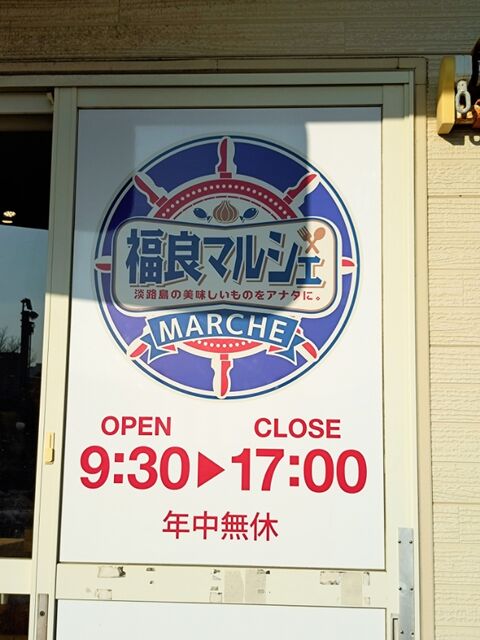 福良マルシェ
淡路島の美味しいものをアナタに。
MARCHE
OPEN CLOSE
9:30▶17:00
年中無休